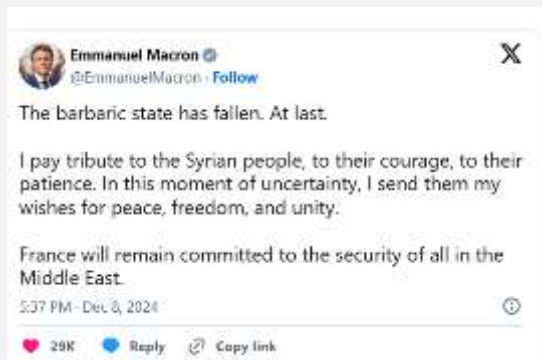 Emmanuel Macron
@EmmanuelMacron · Follow
The barbaric state has fallen. At last.
I pay tribute to the Syrian people, to their courage, to their
patience. In this moment of uncertainty, I send them my
wishes for peace, freedom, and unity.
France will remain committed to the security of all in the
Middle East.
5:37 PM · Dec 8, 2024
29K Reply Copy link